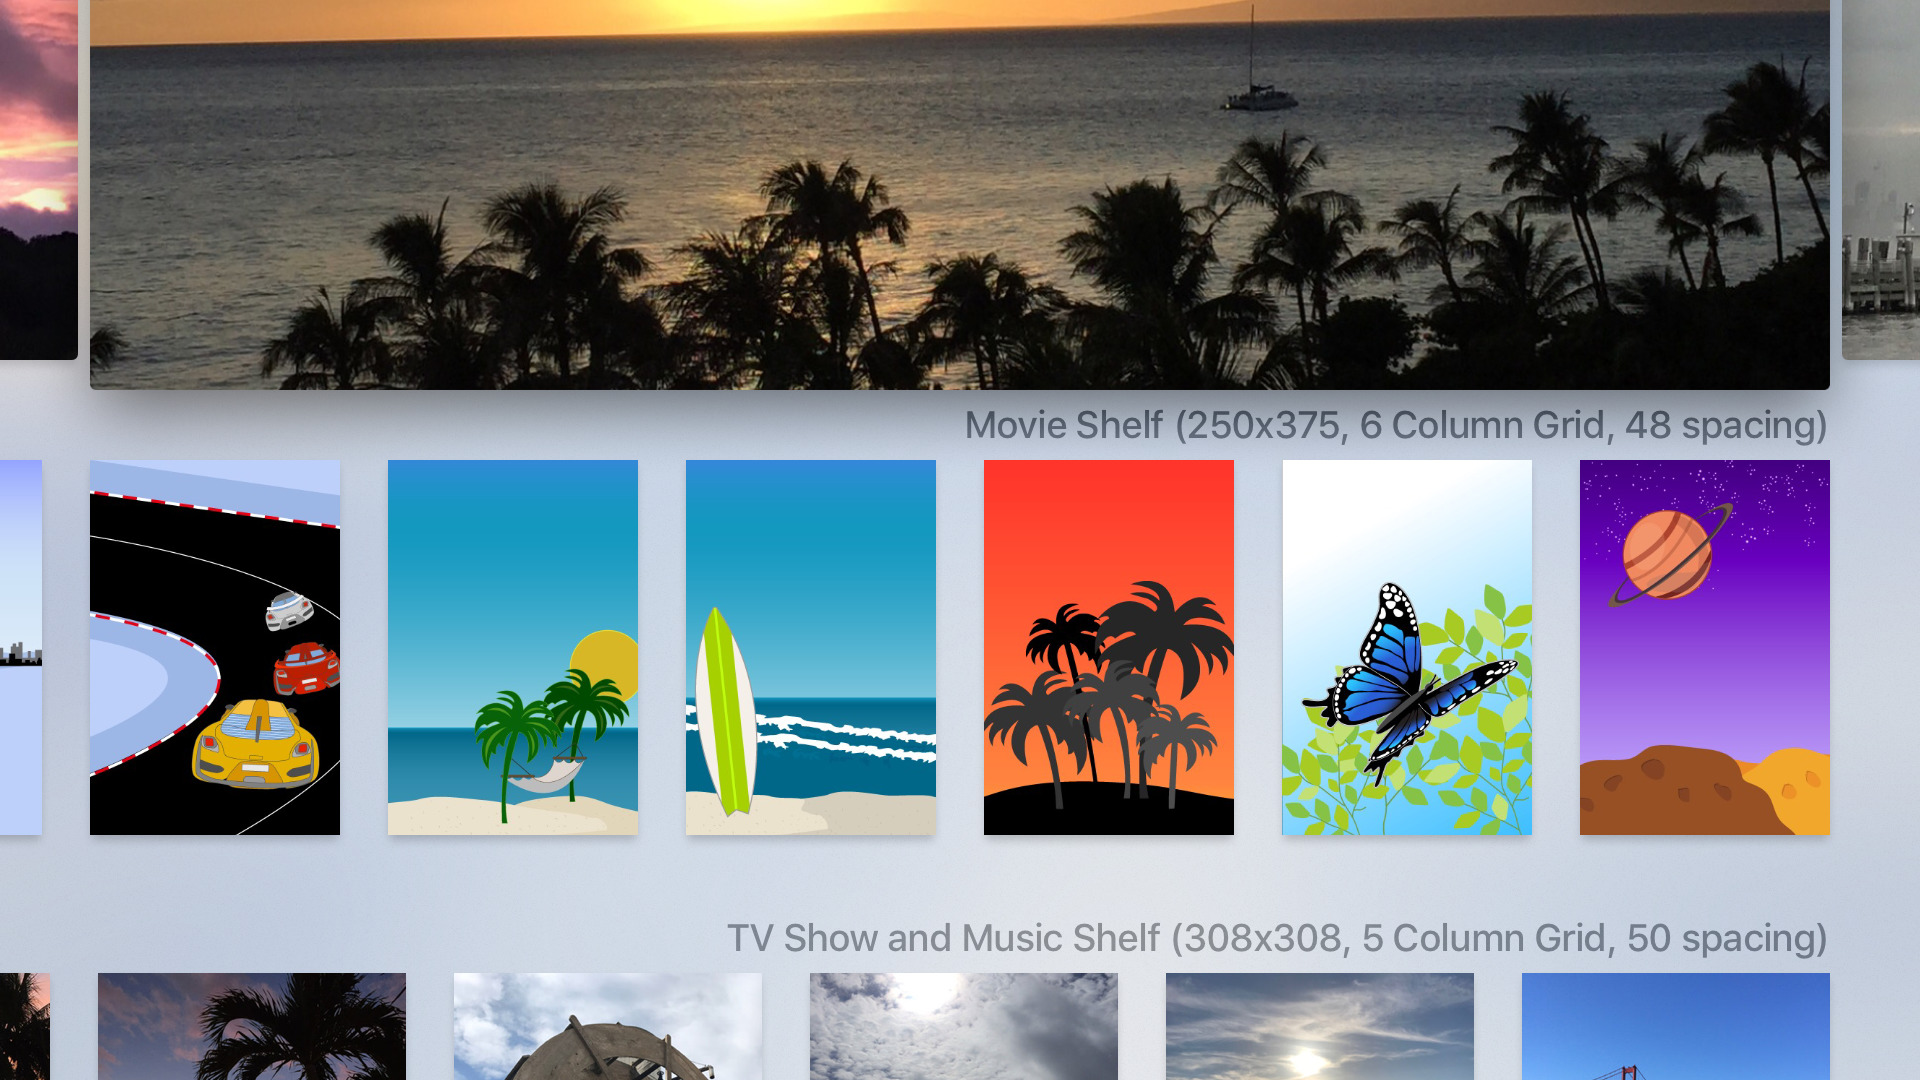 Movie Shelf (250x375, 6 Column Grid, 48 spacing)
TV Show and Music Shelf (308x308, 5 Column Grid, 50 spacing)